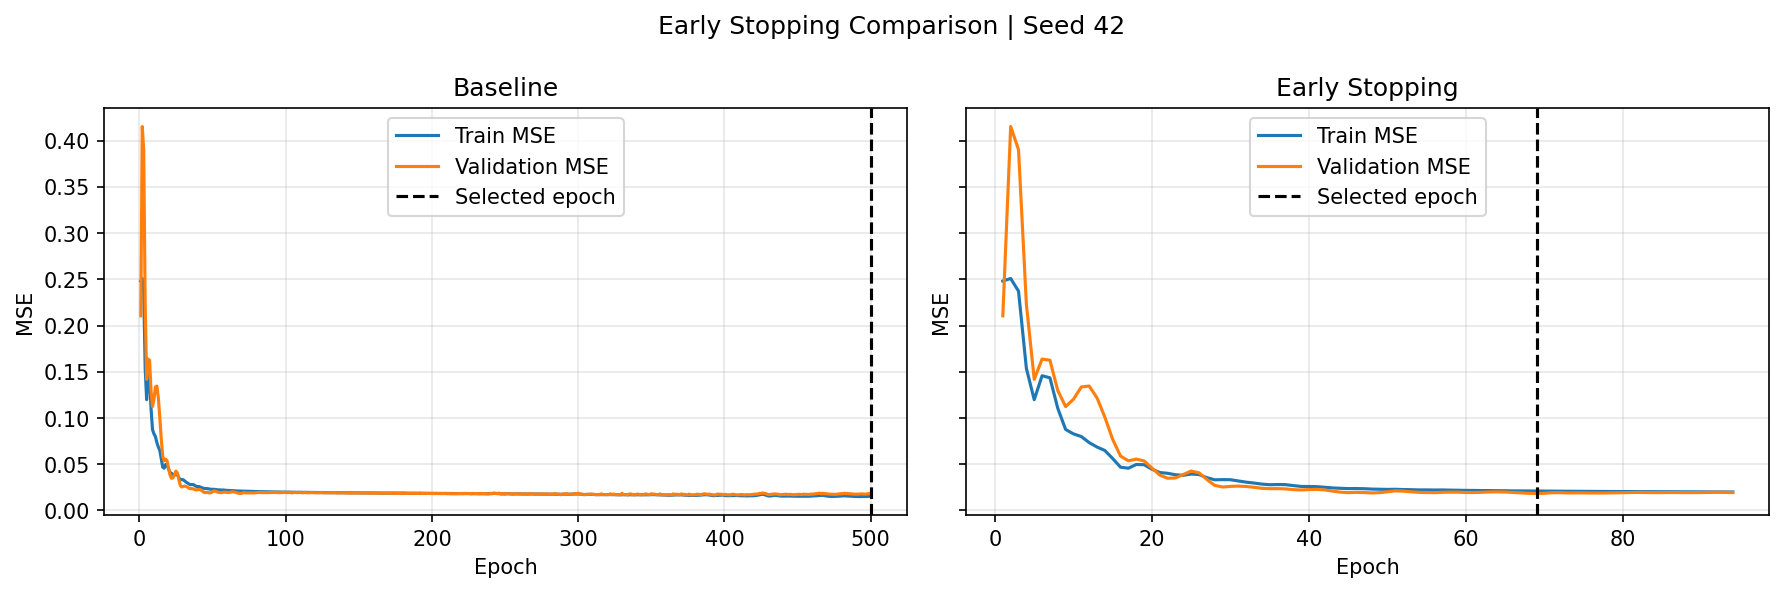 Early Stopping Comparison | Seed 42
Baseline
MSE
0.40
0.35
0.30
0.25
0.20
0.15
0.10
0.05
0.00
Train MSE
Validation MSE
Selected epoch
0 100 200 300 400 500
Epoch
Early Stopping
MSE
Train MSE
Validation MSE
Selected epoch
0 20 40 60 80
Epoch